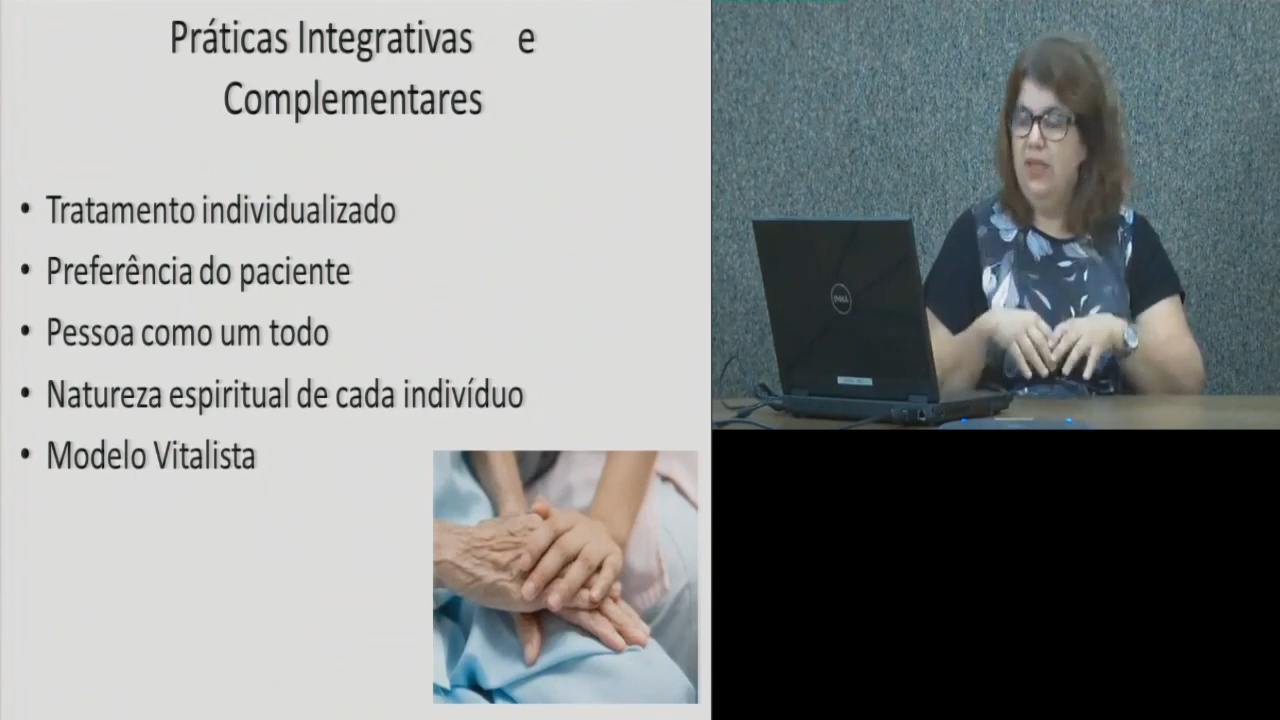 Práticas Integrativas e
Complementares
• Tratamento individualizado
• Preferência do paciente
• Pessoa como um todo
• Natureza espiritual de cada indivíduo
• Modelo Vitalista
DELL